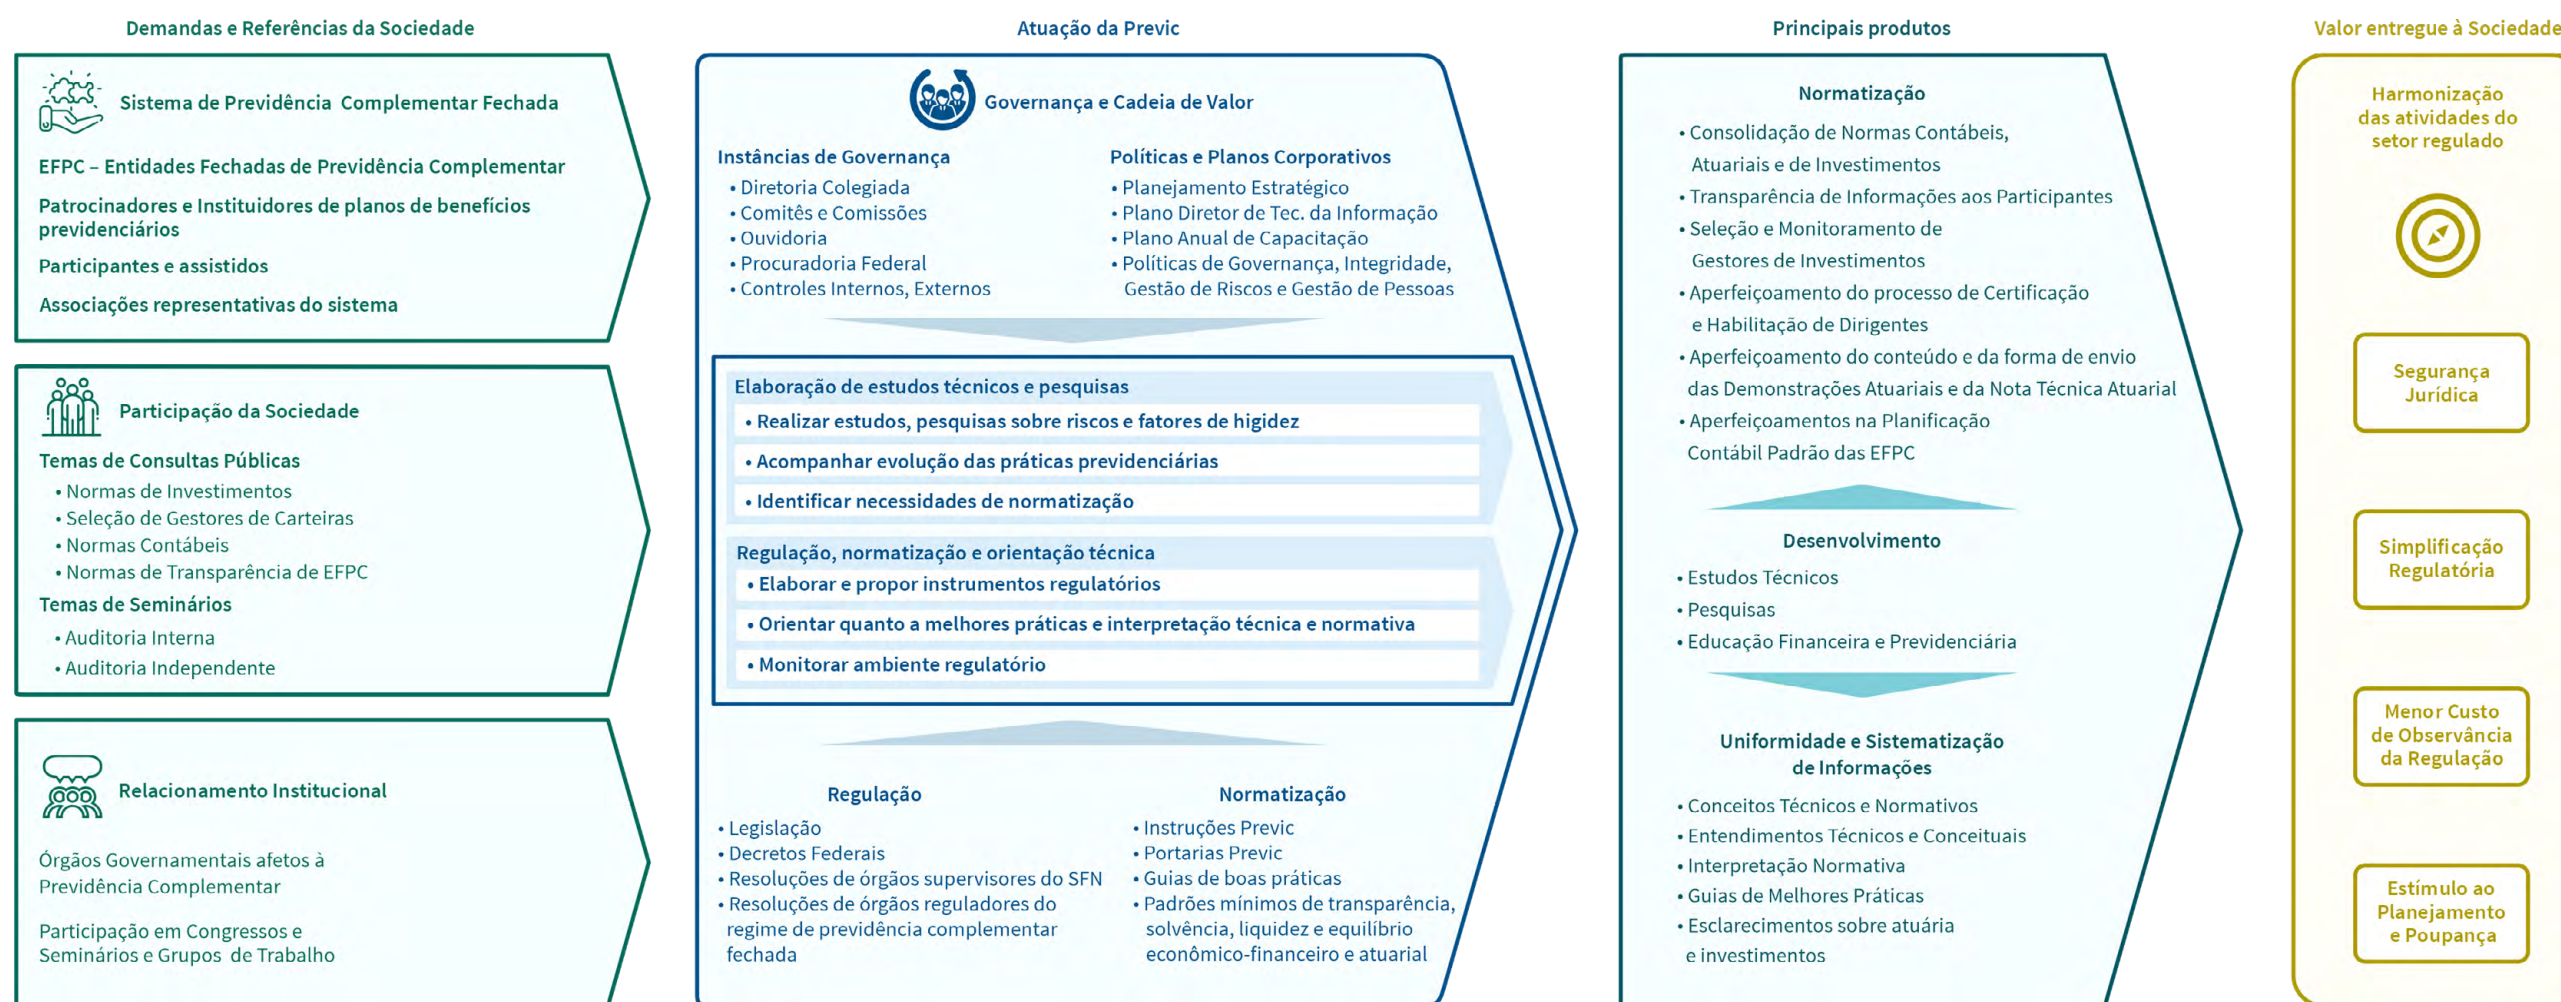 Demandas e Referências da Sociedade
Sistema de Previdência Complementar Fechada
EFPC – Entidades Fechadas de Previdência Complementar
Patrocinadores e Instituidores de planos de benefícios
previdenciários
Participantes e assistidos
Associações representativas do sistema
Participação da Sociedade
Temas de Consultas Públicas
• Normas de Investimentos
• Seleção de Gestores de Carteiras
• Normas Contábeis
• Normas de Transparência de EFPC
Temas de Seminários
• Auditoria Interna
• Auditoria Independente
Relacionamento Institucional
Órgãos Governamentais afetos à
Previdência Complementar
Participação em Congressos e
Seminários e Grupos de Trabalho
Atuação da Previc
Governança e Cadeia de Valor
Instâncias de Governança
• Diretoria Colegiada
• Comitês e Comissões
• Ouvidoria
• Procuradoria Federal
• Controles Internos, Externos
Políticas e Planos Corporativos
• Planejamento Estratégico
• Plano Diretor de Tec. da Informação
• Plano Anual de Capacitação
• Políticas de Governança, Integridade,
Gestão de Riscos e Gestão de Pessoas
Elaboração de estudos técnicos e pesquisas
• Realizar estudos, pesquisas sobre riscos e fatores de higidez
• Acompanhar evolução das práticas previdenciárias
• Identificar necessidades de normatização
Regulação, normatização e orientação técnica
• Elaborar e propor instrumentos regulatórios
• Orientar quanto a melhores práticas e interpretação técnica e normativa
• Monitorar ambiente regulatório
Regulação
• Legislação
• Decretos Federais
• Resoluções de órgãos supervisores do SFN
• Resoluções de órgãos reguladores do
regime de previdência complementar
fechada
Normatização
• Instruções Previc
• Portarias Previc
• Guias de boas práticas
• Padrões mínimos de transparência,
solvência, liquidez e equilíbrio
econômico-financeiro e atuarial
Principais produtos
Normatização
• Consolidação de Normas Contábeis,
Atuariais e de Investimentos
• Transparência de Informações aos Participantes
• Seleção e Monitoramento de
Gestores de Investimentos
• Aperfeiçoamento do processo de Certificação
e Habilitação de Dirigentes
• Aperfeiçoamento do conteúdo e da forma de envio
das Demonstrações Atuariais e da Nota Técnica Atuarial
• Aperfeiçoamentos na Planificação
Contábil Padrão das EFPC
Desenvolvimento
• Estudos Técnicos
• Pesquisas
• Educação Financeira e Previdenciária
Uniformidade e Sistematização
de Informações
• Conceitos Técnicos e Normativos
• Entendimentos Técnicos e Conceituais
• Interpretação Normativa
• Guias de Melhores Práticas
• Esclarecimentos sobre atuária
e investimentos
Valor entregue à Sociedade
Harmonização
das atividades do
setor regulado
Segurança
Jurídica
Simplificação
Regulatória
Menor Custo
de Observância
da Regulação
Estímulo ao
Planejamento
e Poupança